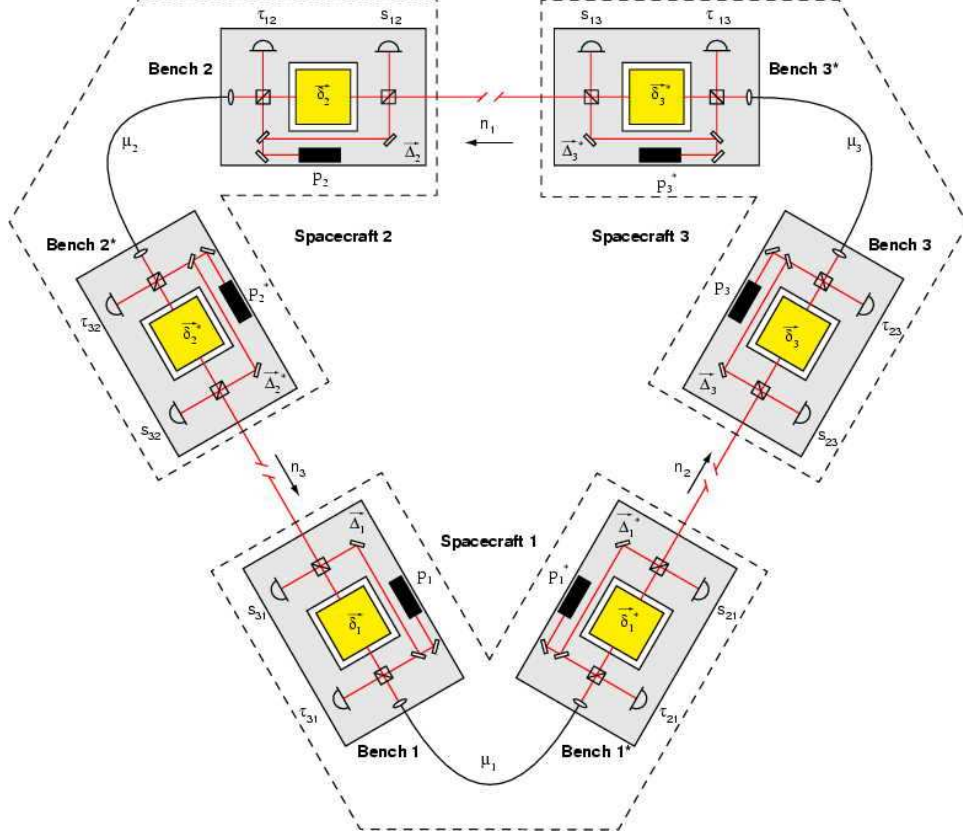 τ₁₂
s₁₂
s₁₃
τ₁₃
Bench 2
δ₂
δ₃*
Bench 3*
n₁
μ₂
Δ₂
Δ₃*
μ₃
p₂
p₃*
Bench 2*
Spacecraft 2
Spacecraft 3
Bench 3
p₂*
p₃
τ₃₂
δ₂*
δ₃
τ₂₃
Δ₂*
Δ₃
s₃₂
s₂₃
n₃
n₂
Δ₁
Spacecraft 1
Δ₁*
p₁
p₁*
s₃₁
δ₁
δ₁*
s₂₁
τ₃₁
τ₂₁
Bench 1
μ₁
Bench 1*